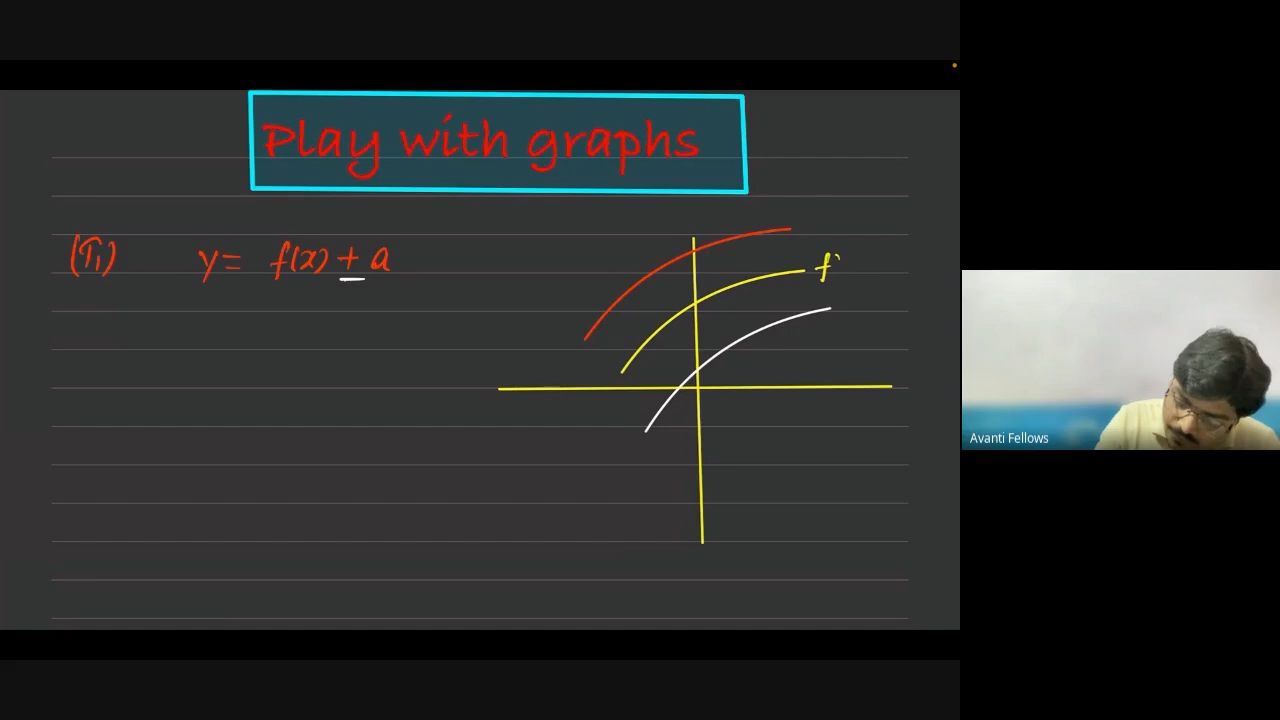 Play with graphs
(T₁) y = f(x) + a
f
Avanti Fellows